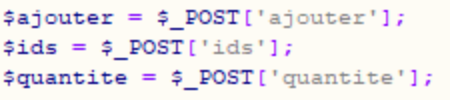 $ajouter = $_POST['ajouter'];
$ids = $_POST['ids'];
$quantite = $_POST['quantite'];